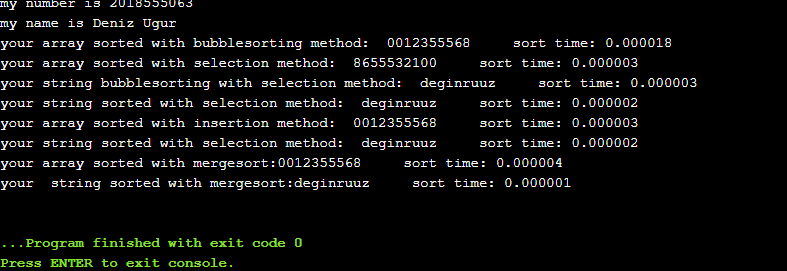 my number is 2018555063
my name is Deniz Ugur
your array sorted with bubblesorting method:  0012355568     sort time: 0.000018
your array sorted with selection method:  8655532100     sort time: 0.000003
your string bubblesorting with selection method:  deginruuz     sort time: 0.000003
your string sorted with selection method:  deginruuz     sort time: 0.000002
your array sorted with insertion method:  0012355568     sort time: 0.000003
your string sorted with selection method:  deginruuz     sort time: 0.000002
your array sorted with mergesort:0012355568     sort time: 0.000004
your  string sorted with mergesort:deginruuz     sort time: 0.000001
...Program finished with exit code 0
Press ENTER to exit console.